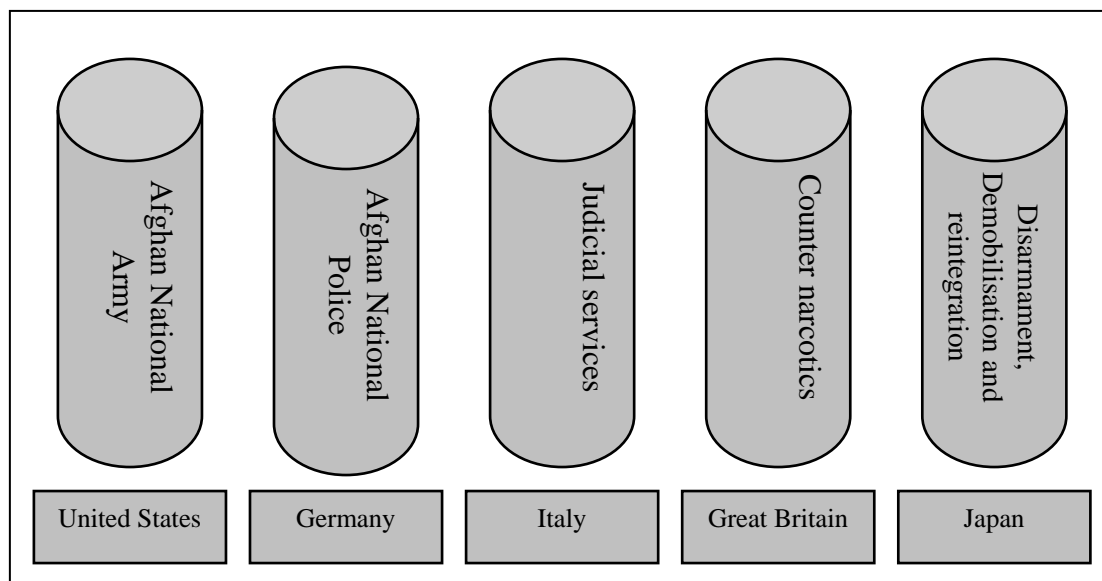 Afghan National
Army
Afghan National
Police
Judicial services
Counter narcotics
Disarmament,
Demobilisation and
reintegration
United States
Germany
Italy
Great Britain
Japan